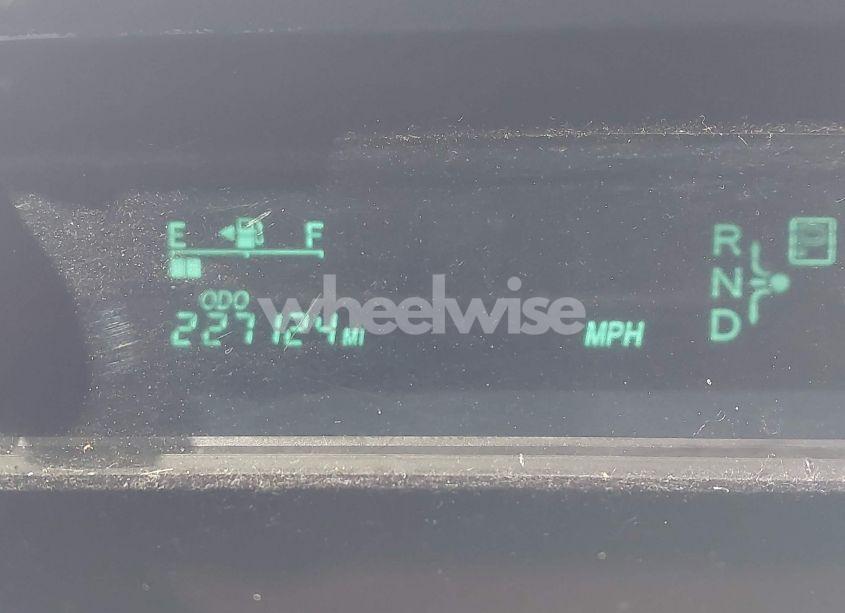 E F
ODO
227124 MI
MPH
R
N
D
P
wheelwise